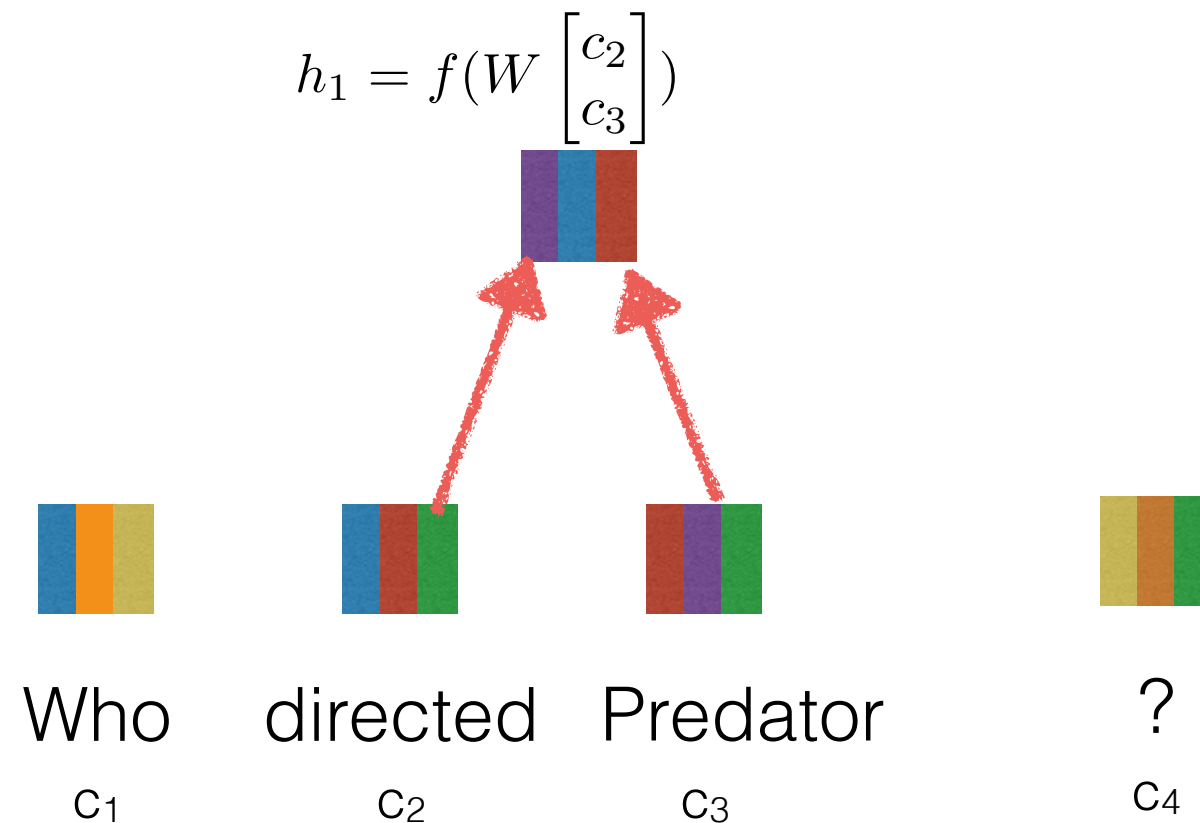 h₁ = f(W [c₂ c₃])
Who directed Predator ?
c₁ c₂ c₃ c₄